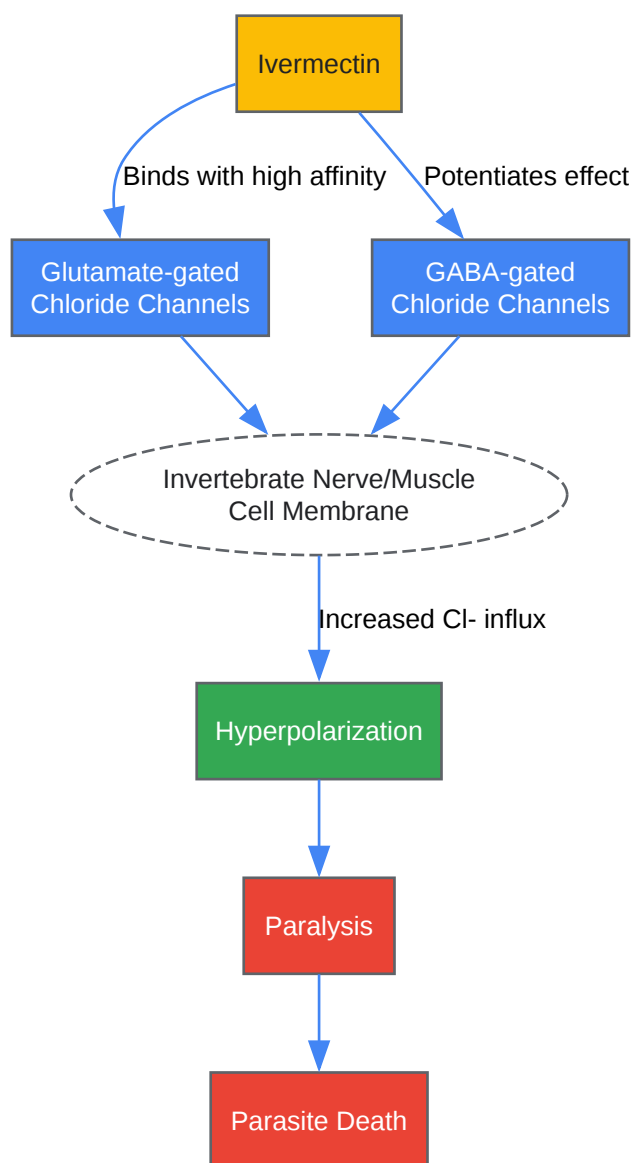 Ivermectin
Binds with high affinity
Potentiates effect
Glutamate-gated
Chloride Channels
GABA-gated
Chloride Channels
Invertebrate Nerve/Muscle
Cell Membrane
Increased Cl- influx
Hyperpolarization
Paralysis
Parasite Death